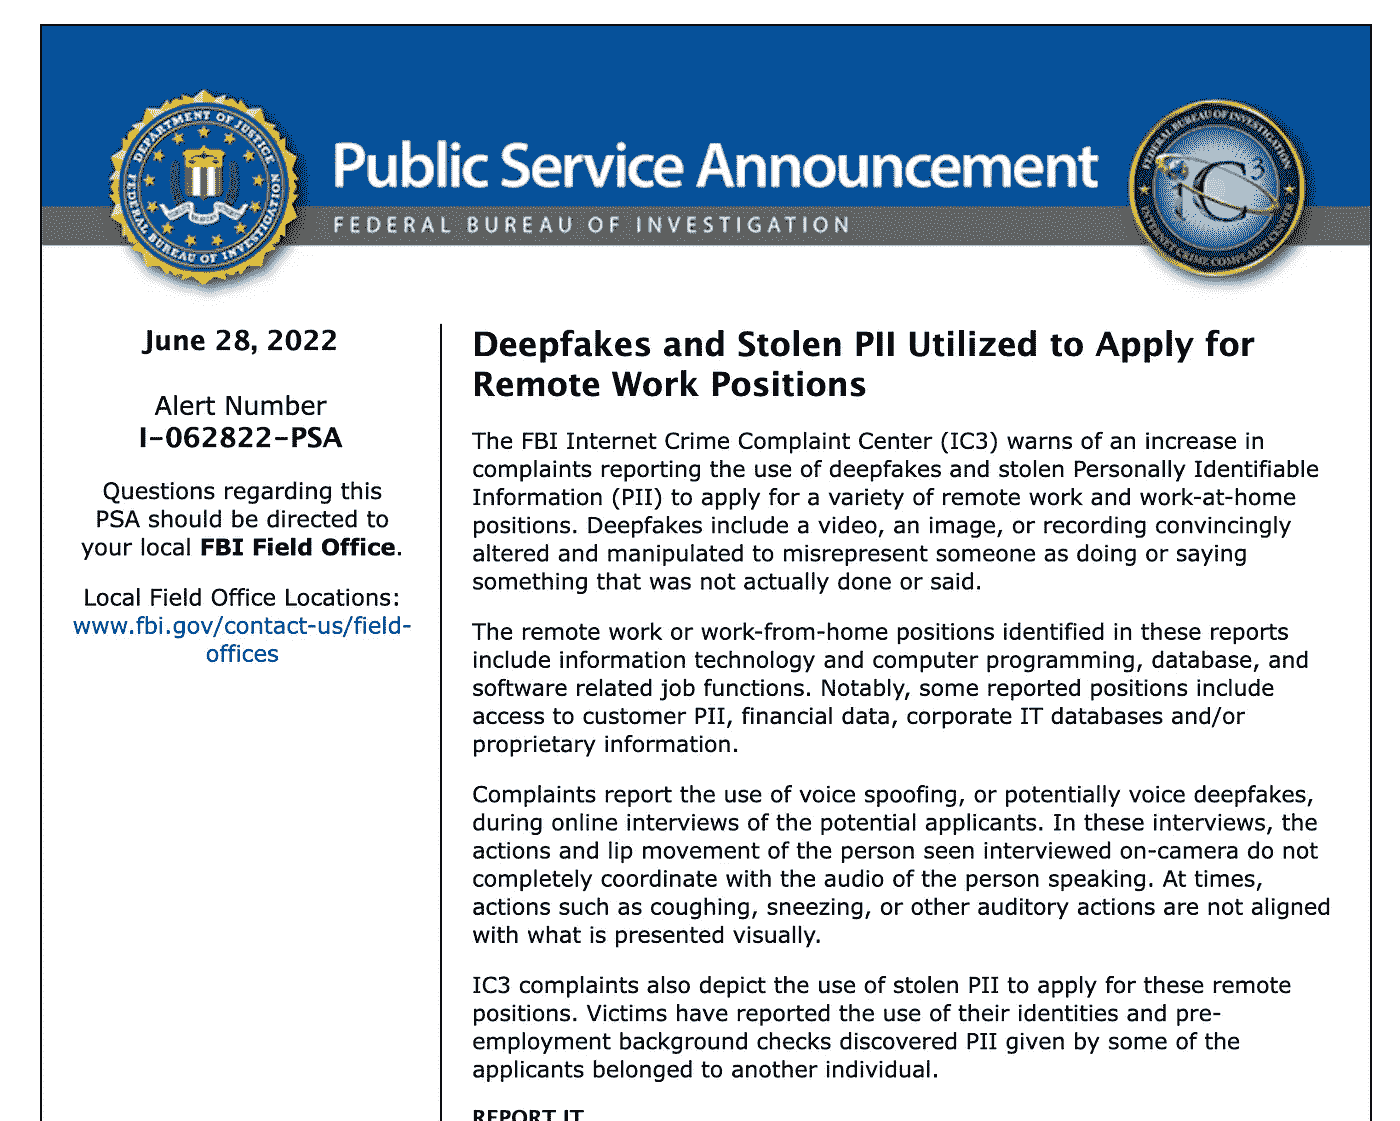 DEPARTMENT OF JUSTICE
FEDERAL BUREAU OF INVESTIGATION
Public Service Announcement
FEDERAL BUREAU OF INVESTIGATION
FEDERAL BUREAU OF INVESTIGATION
IC3
INTERNET CRIME COMPLAINT CENTER
June 28, 2022
Alert Number
I-062822-PSA
Questions regarding this
PSA should be directed to
your local FBI Field Office.
Local Field Office Locations:
www.fbi.gov/contact-us/field-
offices
Deepfakes and Stolen PII Utilized to Apply for
Remote Work Positions
The FBI Internet Crime Complaint Center (IC3) warns of an increase in
complaints reporting the use of deepfakes and stolen Personally Identifiable
Information (PII) to apply for a variety of remote work and work-at-home
positions. Deepfakes include a video, an image, or recording convincingly
altered and manipulated to misrepresent someone as doing or saying
something that was not actually done or said.
The remote work or work-from-home positions identified in these reports
include information technology and computer programming, database, and
software related job functions. Notably, some reported positions include
access to customer PII, financial data, corporate IT databases and/or
proprietary information.
Complaints report the use of voice spoofing, or potentially voice deepfakes,
during online interviews of the potential applicants. In these interviews, the
actions and lip movement of the person seen interviewed on-camera do not
completely coordinate with the audio of the person speaking. At times,
actions such as coughing, sneezing, or other auditory actions are not aligned
with what is presented visually.
IC3 complaints also depict the use of stolen PII to apply for these remote
positions. Victims have reported the use of their identities and pre-
employment background checks discovered PII given by some of the
applicants belonged to another individual.
REPORT IT